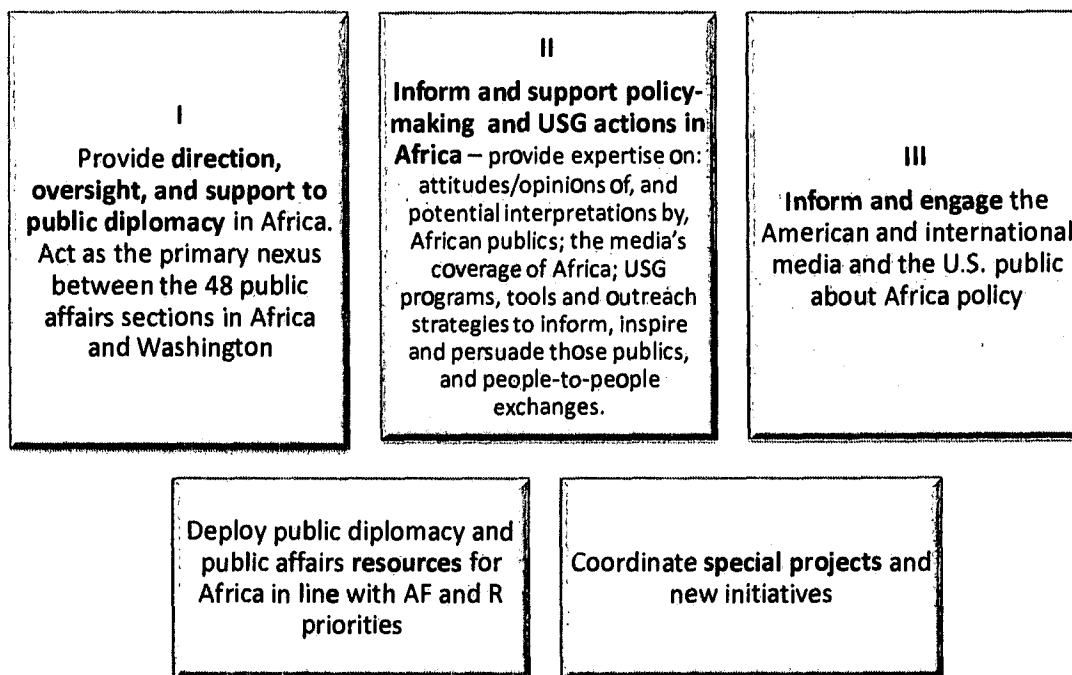 I
Provide direction,
oversight, and support to
public diplomacy in Africa.
Act as the primary nexus
between the 48 public
affairs sections in Africa
and Washington
II
Inform and support policy-
making and USG actions in
Africa – provide expertise on:
attitudes/opinions of, and
potential interpretations by,
African publics; the media's
coverage of Africa; USG
programs, tools and outreach
strategies to inform, inspire
and persuade those publics,
and people-to-people
exchanges.
III
Inform and engage the
American and international
media and the U.S. public
about Africa policy
Deploy public diplomacy and
public affairs resources for
Africa in line with AF and R
priorities
Coordinate special projects and
new initiatives